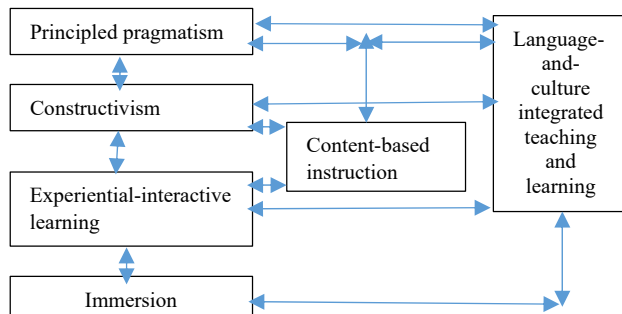 Principled pragmatism
Constructivism
Experiential-interactive
learning
Immersion
Content-based
instruction
Language-
and-
culture
integrated
teaching
and
learning